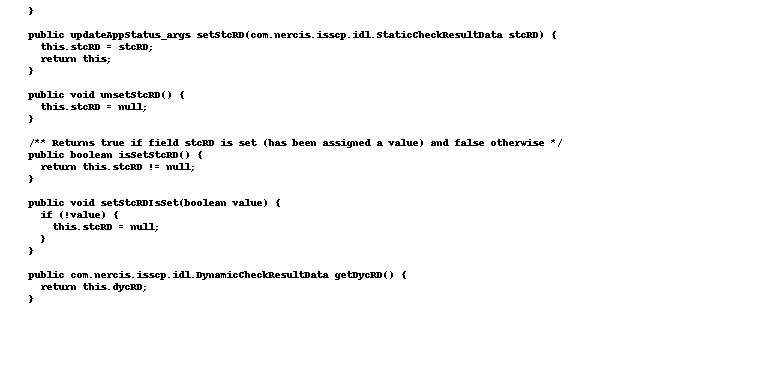 }

public updateAppStatus_args setStcRD(com.nercis.isscp.idl.StaticCheckResultData stcRD) {
  this.stcRD = stcRD;
  return this;
}

public void unsetStcRD() {
  this.stcRD = null;
}

/** Returns true if field stcRD is set (has been assigned a value) and false otherwise */
public boolean isSetStcRD() {
  return this.stcRD != null;
}

public void setStcRDIsSet(boolean value) {
  if (!value) {
    this.stcRD = null;
  }
}

public com.nercis.isscp.idl.DynamicCheckResultData getDycRD() {
  return this.dycRD;
}